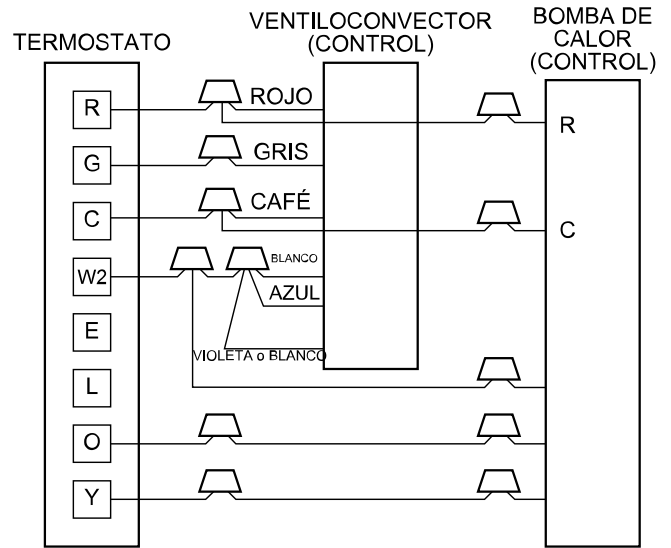 TERMOSTATO
VENTILOCONVECTOR
(CONTROL)
BOMBA DE
CALOR
(CONTROL)
R
ROJO
R
G
GRIS
C
CAFÉ
C
W2
BLANCO
AZUL
E
VIOLETA o BLANCO
L
O
Y